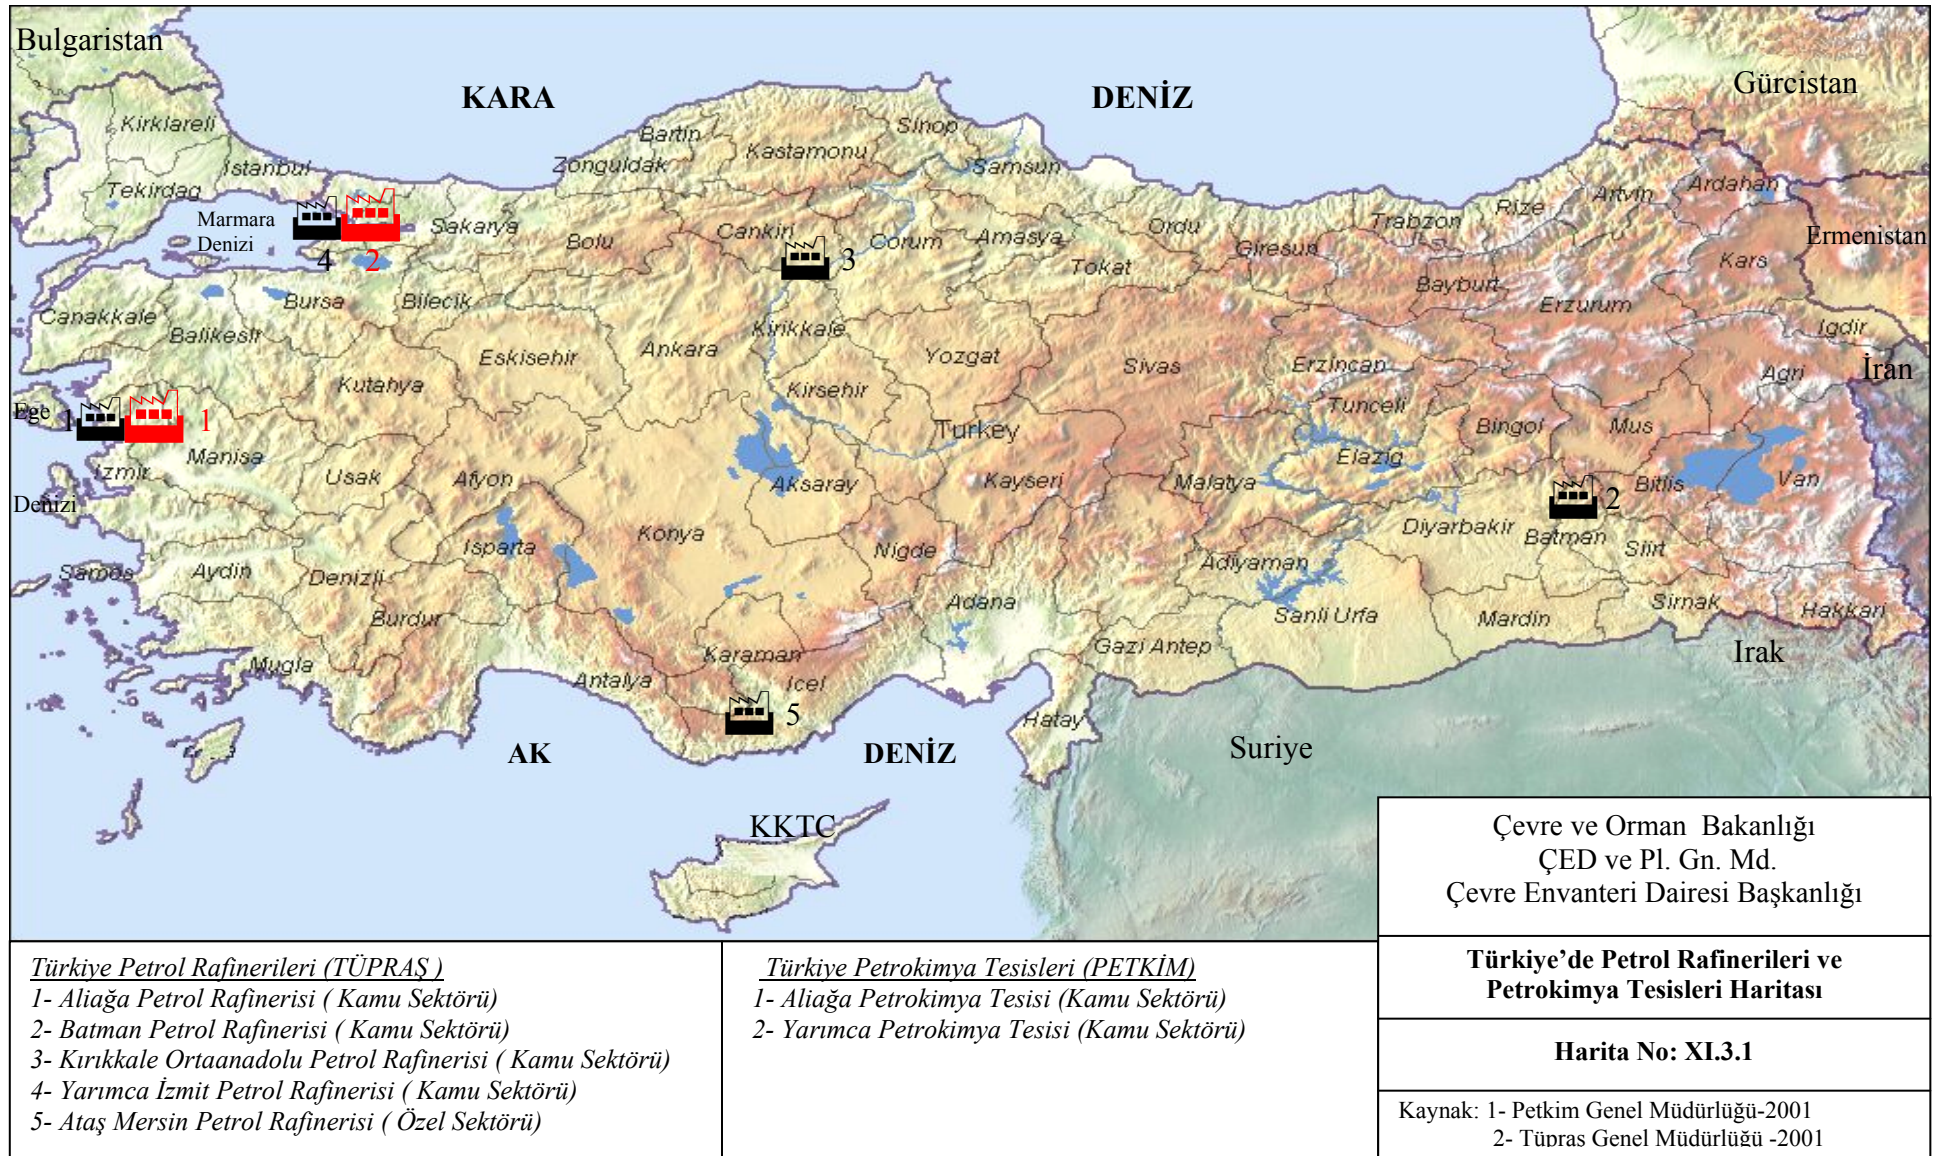 Bulgaristan
KARA
DENİZ
Gürcistan
Kirklareli
Bartin
Sinop
Istanbul
Zonguldak
Kastamonu
Samsun
Tekirdag
Ardahan
Artvin
Marmara
Denizi
Sakarya
Bolu
Cankiri
Corum
Amasya
Ordu
Giresun
Trabzon
Rize
Ermenistan
4
2
3
Tokat
Kars
Bayburt
Erzurum
Canakkale
Balikesir
Bursa
Bilecik
Kirikkale
Igdir
Eskisehir
Ankara
Yozgat
Sivas
Erzincan
İran
Kutahya
Kirsehir
Agri
Tunceli
Ege
1
1
Turkey
Bingol
Mus
Izmir
Manisa
Usak
Afyon
Aksaray
Kayseri
Malatya
Elazig
Bitlis
Van
2
Denizi
Konya
Diyarbakir
Batman
Siirt
Isparta
Nigde
Adiyaman
Samos
Aydin
Denizli
Burdur
Adana
Sanli Urfa
Mardin
Sirnak
Hakkari
Mugla
Antalya
Karaman
Icel
Gazi Antep
Irak
5
Hatay
AK
DENİZ
Suriye
KKTC
Çevre ve Orman Bakanlığı
ÇED ve Pl. Gn. Md.
Çevre Envanteri Dairesi Başkanlığı
Türkiye’de Petrol Rafinerileri ve
Petrokimya Tesisleri Haritası
Harita No: XI.3.1
Kaynak: 1- Petkim Genel Müdürlüğü-2001
2- Tüpraş Genel Müdürlüğü -2001
Türkiye Petrol Rafinerileri (TÜPRAŞ )
1- Aliağa Petrol Rafinerisi ( Kamu Sektörü)
2- Batman Petrol Rafinerisi ( Kamu Sektörü)
3- Kırıkkale Ortaanadolu Petrol Rafinerisi ( Kamu Sektörü)
4- Yarımca İzmit Petrol Rafinerisi ( Kamu Sektörü)
5- Ataş Mersin Petrol Rafinerisi ( Özel Sektörü)
Türkiye Petrokimya Tesisleri (PETKİM)
1- Aliağa Petrokimya Tesisi (Kamu Sektörü)
2- Yarımca Petrokimya Tesisi (Kamu Sektörü)